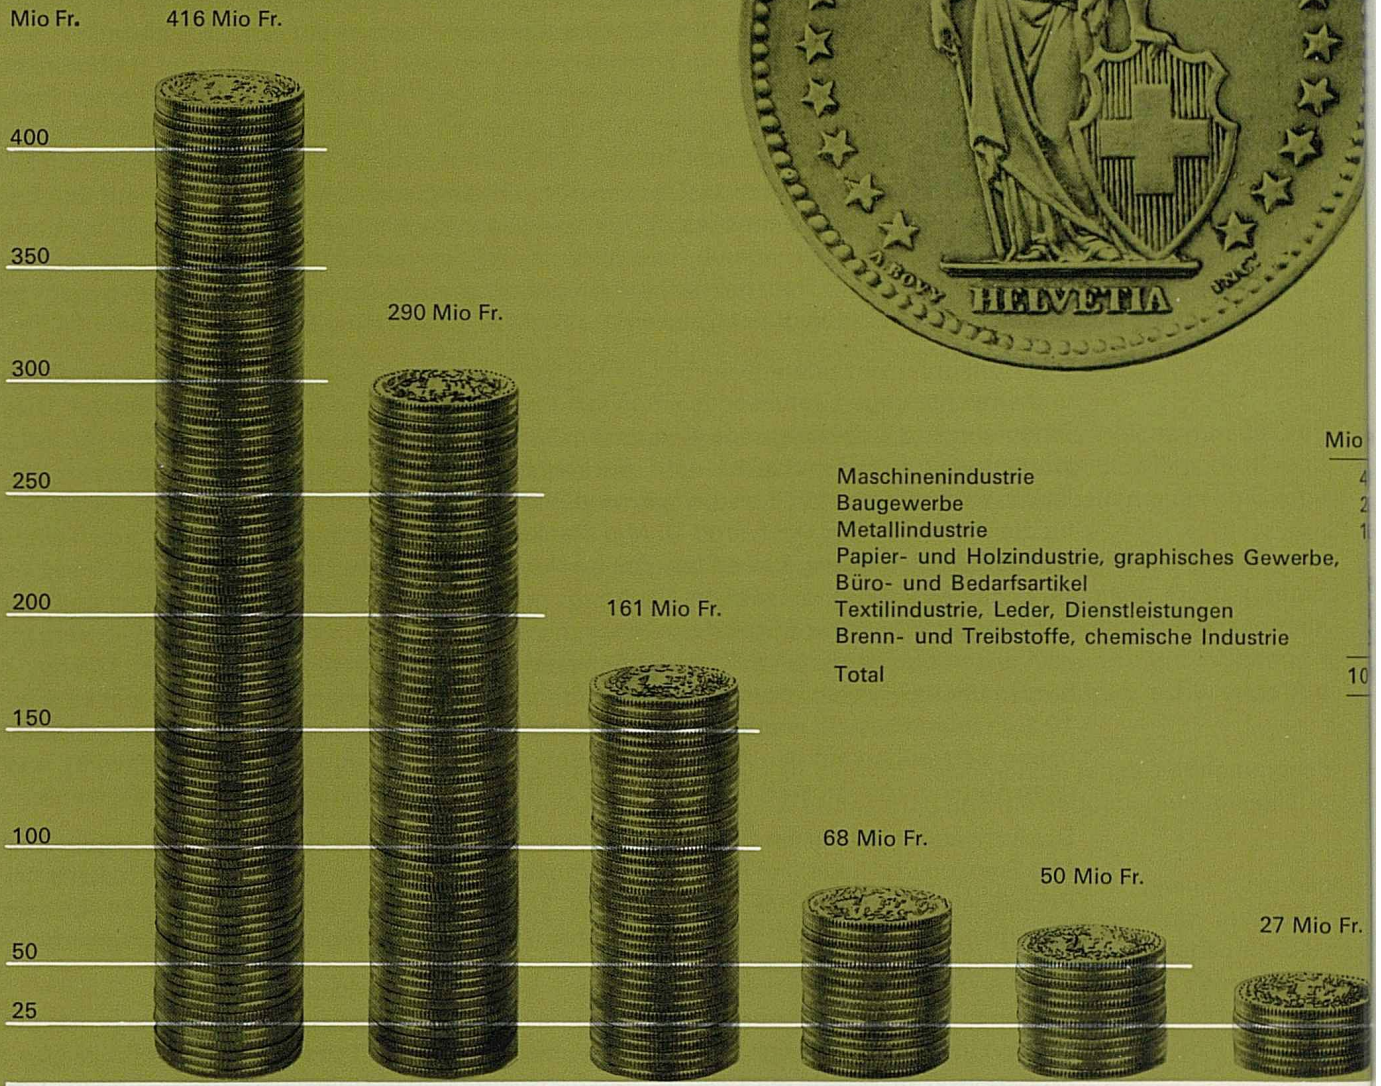 Mio Fr.
416 Mio Fr.
400
350
300
250
200
150
100
50
25
290 Mio Fr.
161 Mio Fr.
68 Mio Fr.
50 Mio Fr.
27 Mio Fr.
HELVETIA
A. BOVY
Mio
Maschinenindustrie
Baugewerbe
Metallindustrie
Papier- und Holzindustrie, graphisches Gewerbe,
Büro- und Bedarfsartikel
Textilindustrie, Leder, Dienstleistungen
Brenn- und Treibstoffe, chemische Industrie
Total